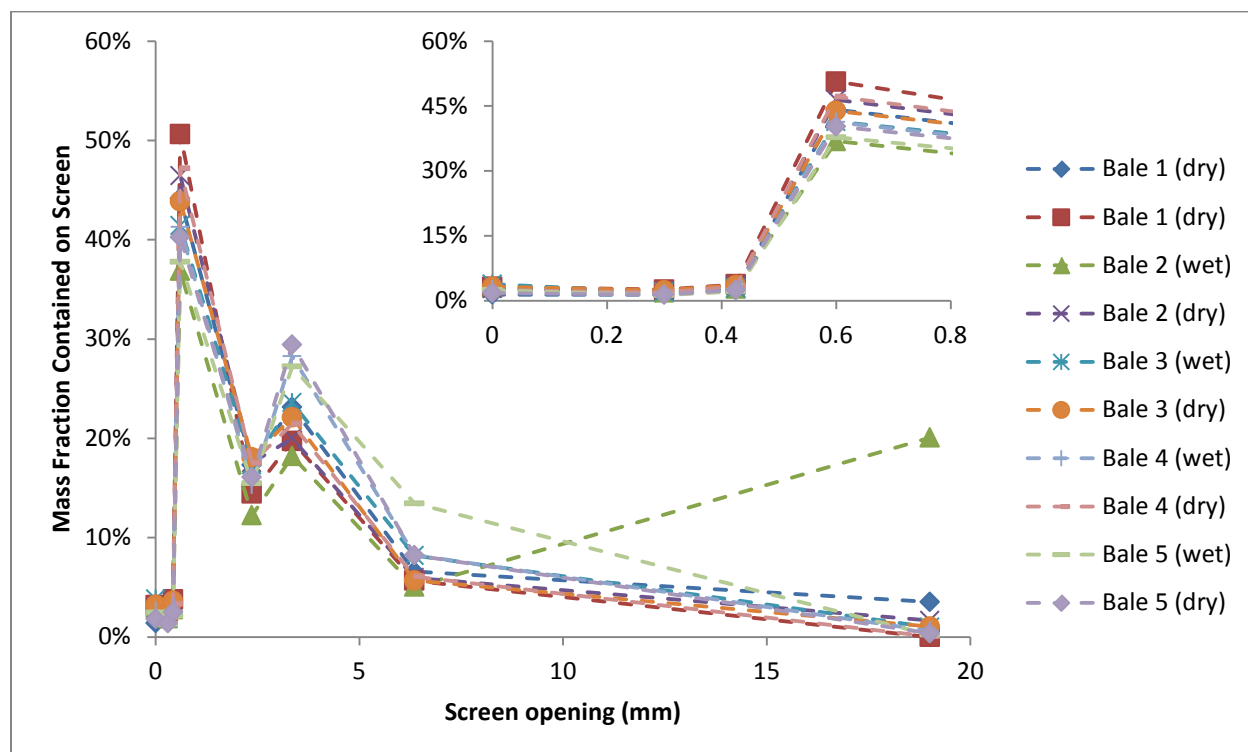 60%
50%
40%
30%
20%
10%
0%
0
5
10
15
20
Mass Fraction Contained on Screen
Screen opening (mm)
60%
45%
30%
15%
0%
0
0.2
0.4
0.6
0.8
Bale 1 (dry)
Bale 1 (dry)
Bale 2 (wet)
Bale 2 (dry)
Bale 3 (wet)
Bale 3 (dry)
Bale 4 (wet)
Bale 4 (dry)
Bale 5 (wet)
Bale 5 (dry)